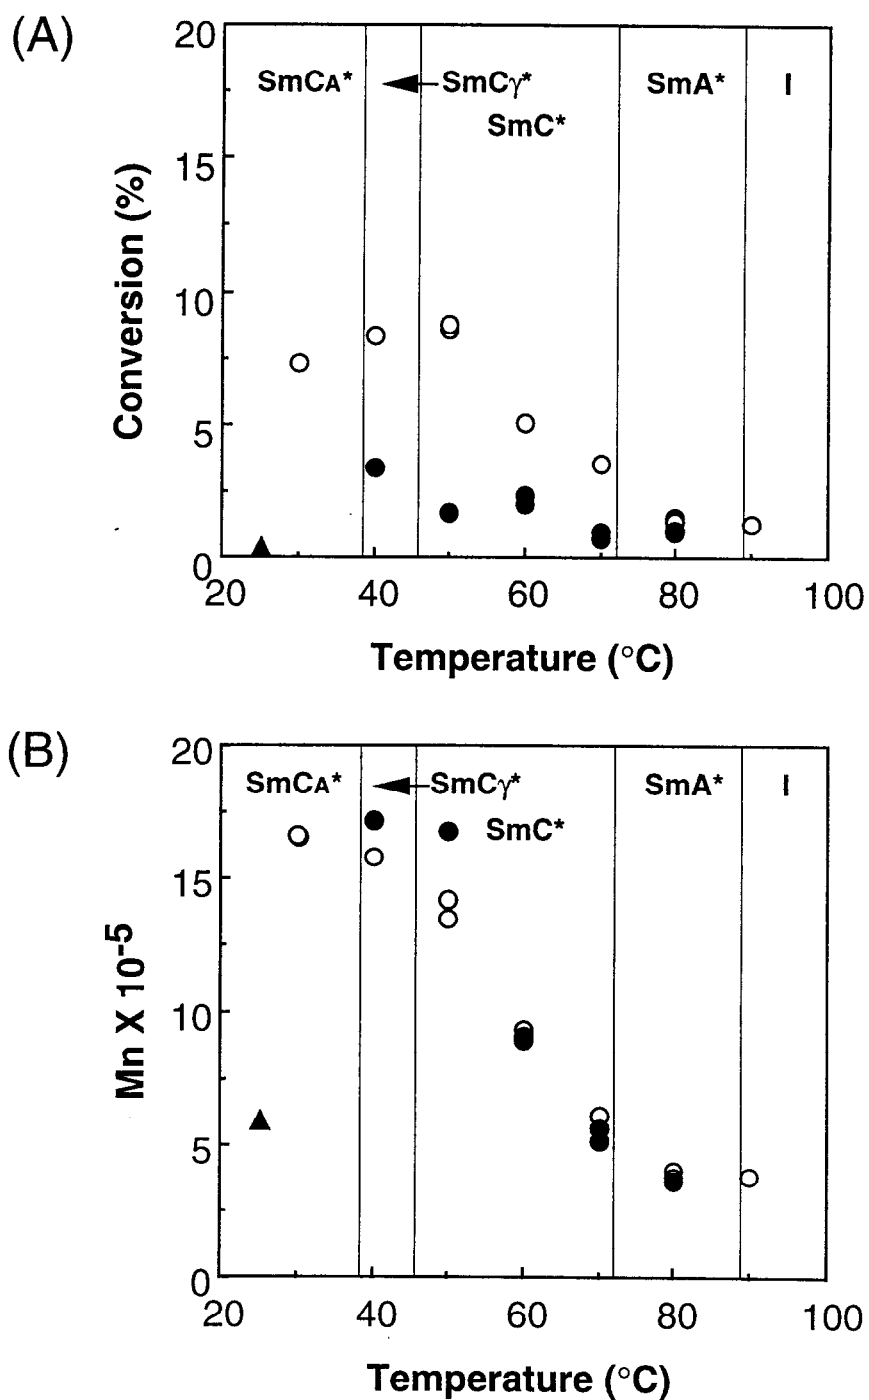 (A)
20
SmCA* SmCγ* SmA* I
SmC*
15
Conversion (%)
10
5
0
20 40 60 80 100
Temperature (°C)
(B)
20
SmCA* SmCγ* SmA* I
SmC*
15
Mn X 10-5
10
5
0
20 40 60 80 100
Temperature (°C)